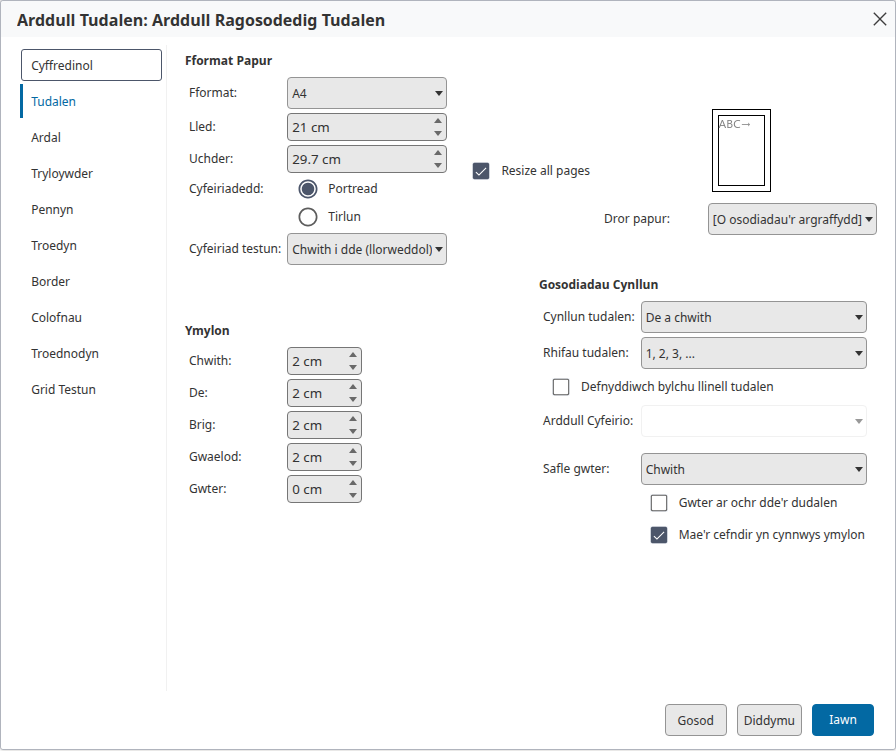 Arddull Tudalen: Arddull Ragosodedig Tudalen
Cyffredinol
Tudalen
Ardal
Tryloywder
Pennyn
Troedyn
Border
Colofnau
Troednodyn
Grid Testun
Fformat Papur
Fformat: A4
Lled: 21 cm
Uchder: 29.7 cm
Resize all pages
Cyfeiriadedd: Portread
Tirlun
Cyfeiriad testun: Chwith i dde (llorweddol)
ABC→
Dror papur: [O osodiadau'r argraffydd]
Ymylon
Chwith: 2 cm
De: 2 cm
Brig: 2 cm
Gwaelod: 2 cm
Gwter: 0 cm
Gosodiadau Cynllun
Cynllun tudalen: De a chwith
Rhifau tudalen: 1, 2, 3, ...
Defnyddiwch bylchu llinell tudalen
Arddull Cyfeirio:
Safle gwter: Chwith
Gwter ar ochr dde'r dudalen
Mae'r cefndir yn cynnwys ymylon
Gosod Diddymu Iawn